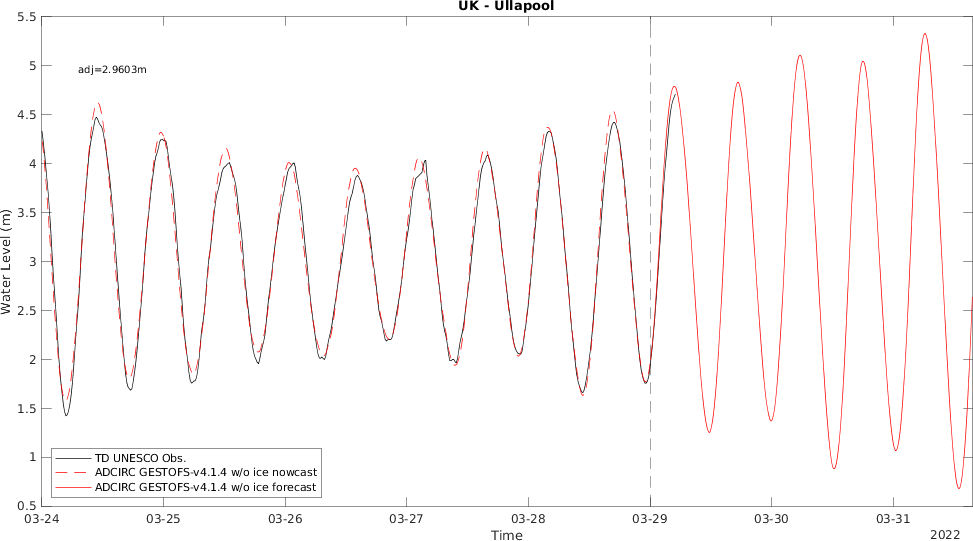 UK - Ullapool
5.5
5
4.5
4
3.5
3
2.5
2
1.5
1
0.5
Water Level (m)
adj=2.9603m
TD UNESCO Obs.
ADCIRC GESTOFS-v4.1.4 w/o ice nowcast
ADCIRC GESTOFS-v4.1.4 w/o ice forecast
03-24 03-25 03-26 03-27 03-28 03-29 03-30 03-31
Time
2022